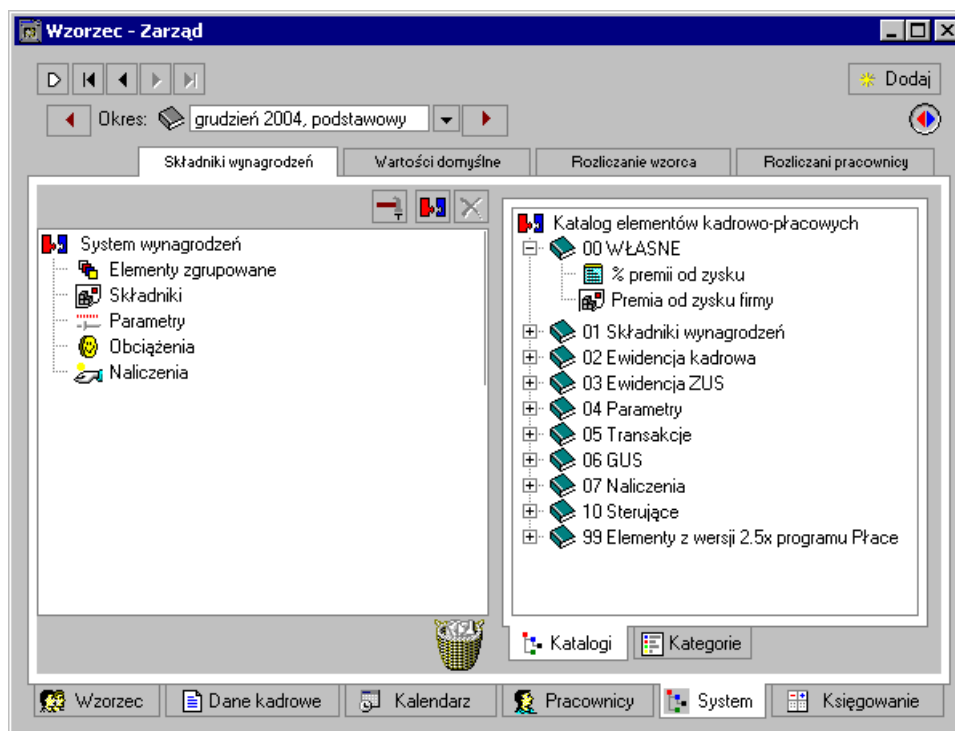 Wzorzec - Zarząd
Dodaj
Okres: grudzień 2004, podstawowy
Składniki wynagrodzeń
Wartości domyślne
Rozliczanie wzorca
Rozliczani pracownicy
System wynagrodzeń
Elementy zgrupowane
Składniki
Parametry
Obciążenia
Naliczenia
Katalog elementów kadrowo-płacowych
00 WŁASNE
% premii od zysku
Premia od zysku firmy
01 Składniki wynagrodzeń
02 Ewidencja kadrowa
03 Ewidencja ZUS
04 Parametry
05 Transakcje
06 GUS
07 Naliczenia
10 Sterujące
99 Elementy z wersji 2.5x programu Płace
Katalogi
Kategorie
Wzorzec
Dane kadrowe
Kalendarz
Pracownicy
System
Księgowanie